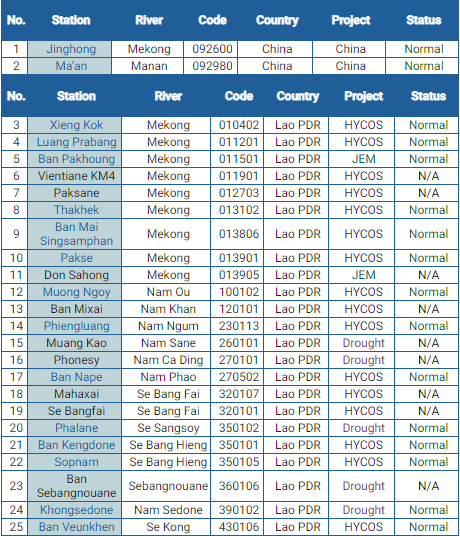 No. Station River Code Country Project Status
1 Jinghong Mekong 092600 China China Normal
2 Ma'an Manan 092980 China China Normal
No. Station River Code Country Project Status
3 Xieng Kok Mekong 010402 Lao PDR HYCOS Normal
4 Luang Prabang Mekong 011201 Lao PDR HYCOS Normal
5 Ban Pakhoung Mekong 011501 Lao PDR JEM Normal
6 Vientiane KM4 Mekong 011901 Lao PDR HYCOS N/A
7 Paksane Mekong 012703 Lao PDR HYCOS N/A
8 Thakhek Mekong 013102 Lao PDR HYCOS Normal
9 Ban Mai
Singsamphan Mekong 013806 Lao PDR HYCOS Normal
10 Pakse Mekong 013901 Lao PDR HYCOS Normal
11 Don Sahong Mekong 013905 Lao PDR JEM N/A
12 Muong Ngoy Nam Ou 100102 Lao PDR HYCOS Normal
13 Ban Mixai Nam Khan 120101 Lao PDR HYCOS N/A
14 Phiengluang Nam Ngum 230113 Lao PDR HYCOS Normal
15 Muang Kao Nam Sane 260101 Lao PDR Drought N/A
16 Phonesy Nam Ca Ding 270101 Lao PDR Drought N/A
17 Ban Nape Nam Phao 270502 Lao PDR HYCOS Normal
18 Mahaxai Se Bang Fai 320107 Lao PDR HYCOS N/A
19 Se Bangfai Se Bang Fai 320101 Lao PDR HYCOS N/A
20 Phalane Se Sangsoy 350102 Lao PDR Drought Normal
21 Ban Kengdone Se Bang Hieng 350101 Lao PDR HYCOS Normal
22 Sopnam Se Bang Hieng 350105 Lao PDR HYCOS Normal
23 Ban
Sebangnouane Sebangnouane 360106 Lao PDR Drought N/A
24 Khongsedone Nam Sedone 390102 Lao PDR Drought Normal
25 Ban Veunkhen Se Kong 430106 Lao PDR HYCOS Normal